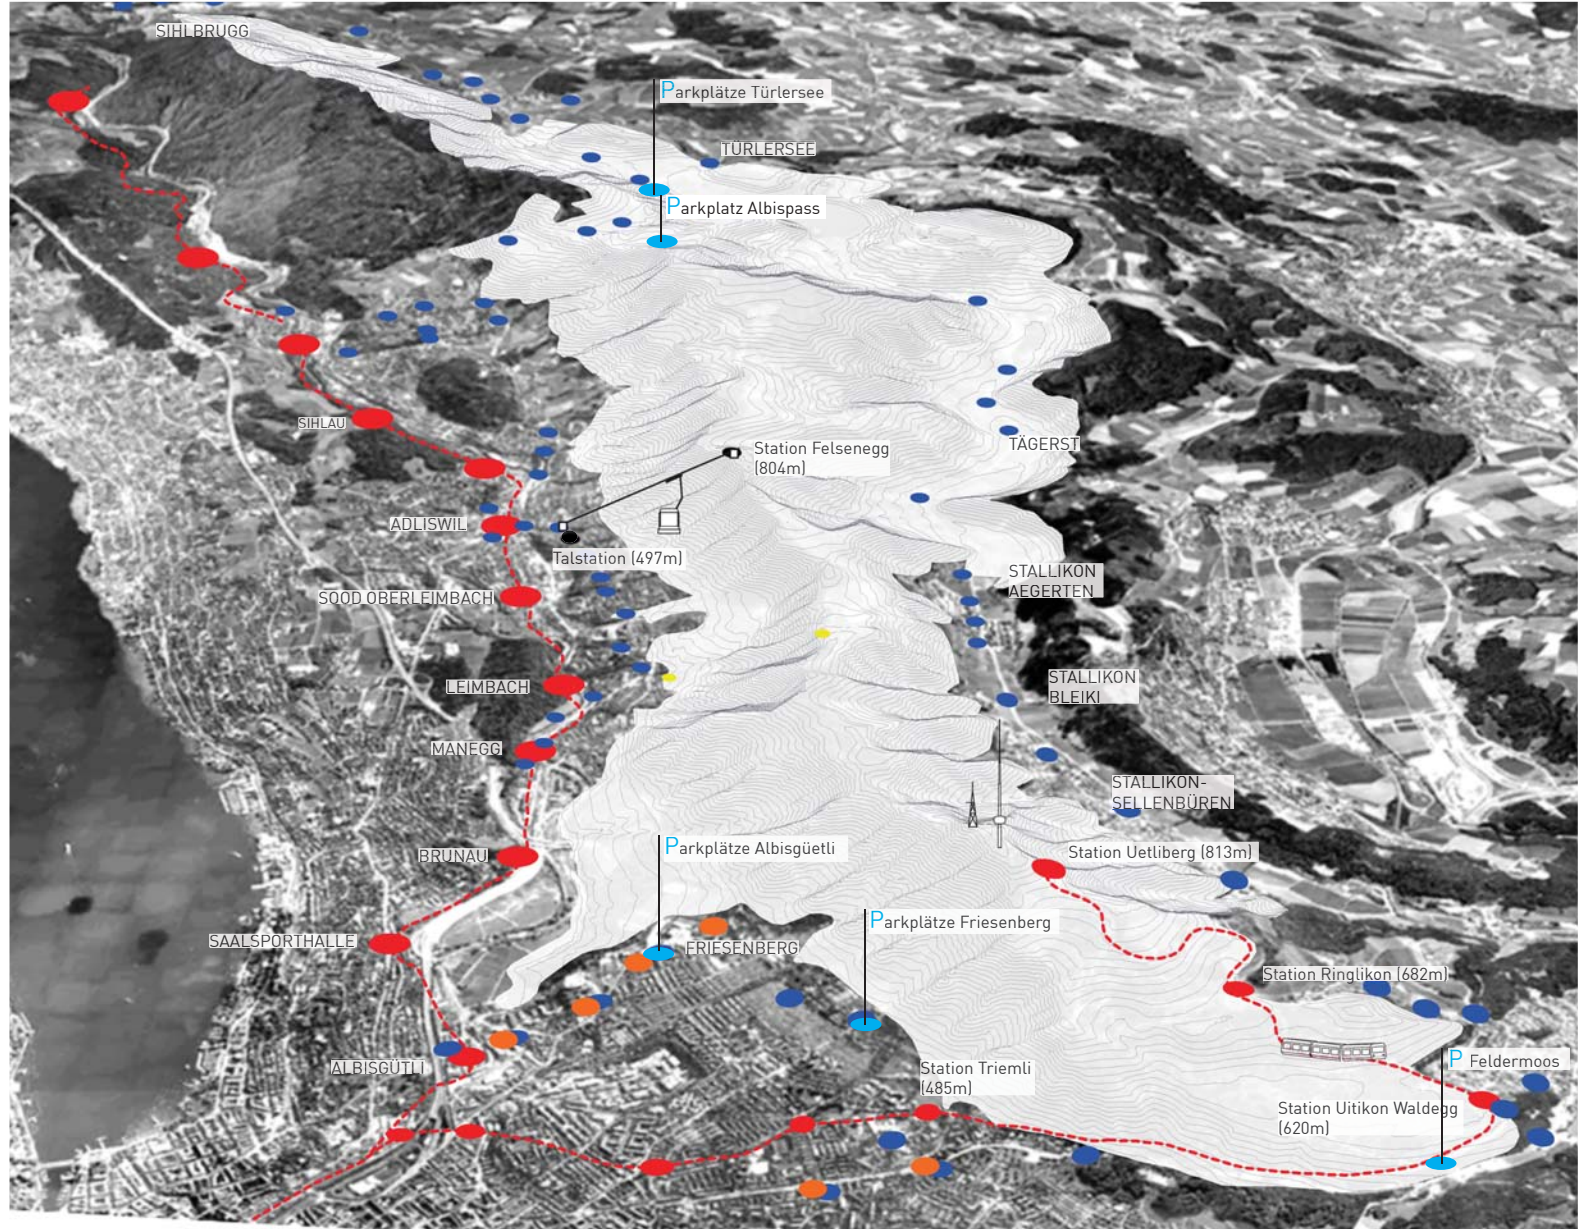 SIHLBRUGG
Parkplätze Türlersee
TÜRLERSEE
Parkplatz Albispass
SIHLAU
Station Felsenegg
(804m)
TÄGERST
ADLISWIL
Talstation (497m)
STALLIKON
AEGERTEN
SOOD OBERLEIMBACH
LEIMBACH
STALLIKON
BLEIKI
MANEGG
STALLIKON-
SELLENBÜREN
BRUNAU
Parkplätze Albisgüetli
Station Uetliberg (813m)
Parkplätze Friesenberg
SAALSPORTHALLE
FRIESENBERG
Station Ringlikon (682m)
ALBISGÜTLI
Station Triemli
(485m)
P Feldermoos
Station Uitikon Waldegg
(620m)